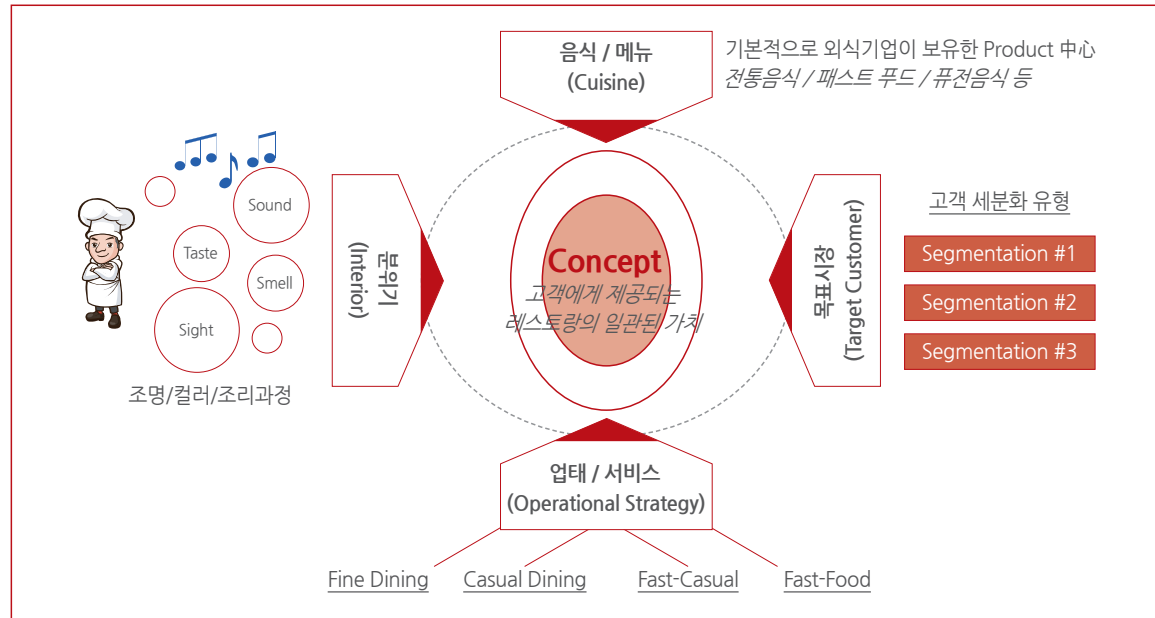 음식 / 메뉴
(Cuisine)
기본적으로 외식기업이 보유한 Product 中心
전통음식 / 패스트 푸드 / 퓨전음식 등
Sound
Taste
Smell
Sight
조명/컬러/조리과정
분위기
(Interior)
Concept
고객에게 제공되는
레스토랑의 일관된 가치
목표시장
(Target Customer)
고객 세분화 유형
Segmentation #1
Segmentation #2
Segmentation #3
업태 / 서비스
(Operational Strategy)
Fine Dining
Casual Dining
Fast-Casual
Fast-Food